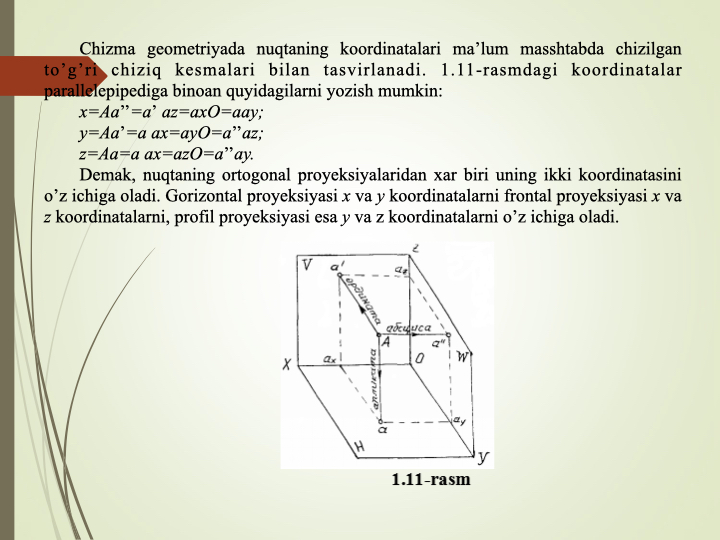 Chizma geometriyada nuqtaning koordinatalari ma’lum masshtabda chizilgan
to’g’ri chiziq kesmalari bilan tasvirlanadi. 1.11-rasmdagi koordinatalar
parallelepipediga binoan quyidagilarni yozish mumkin:
x=Aa’’=a’ az=axO=aay;
y=Aa’=a ax=ayO=a’’az;
z=Aa=a ax=azO=a’’ay.
Demak, nuqtaning ortogonal proyeksiyalaridan xar biri uning ikki koordinatasini
o’z ichiga oladi. Gorizontal proyeksiyasi x va y koordinatalarni frontal proyeksiyasi x va
z koordinatalarni, profil proyeksiyasi esa y va z koordinatalarni o’z ichiga oladi.
Z
V
a'
az
ордината
абцциса
A
a"
W
X
ax
O
аппликата
a
ay
H
У
1.11-rasm